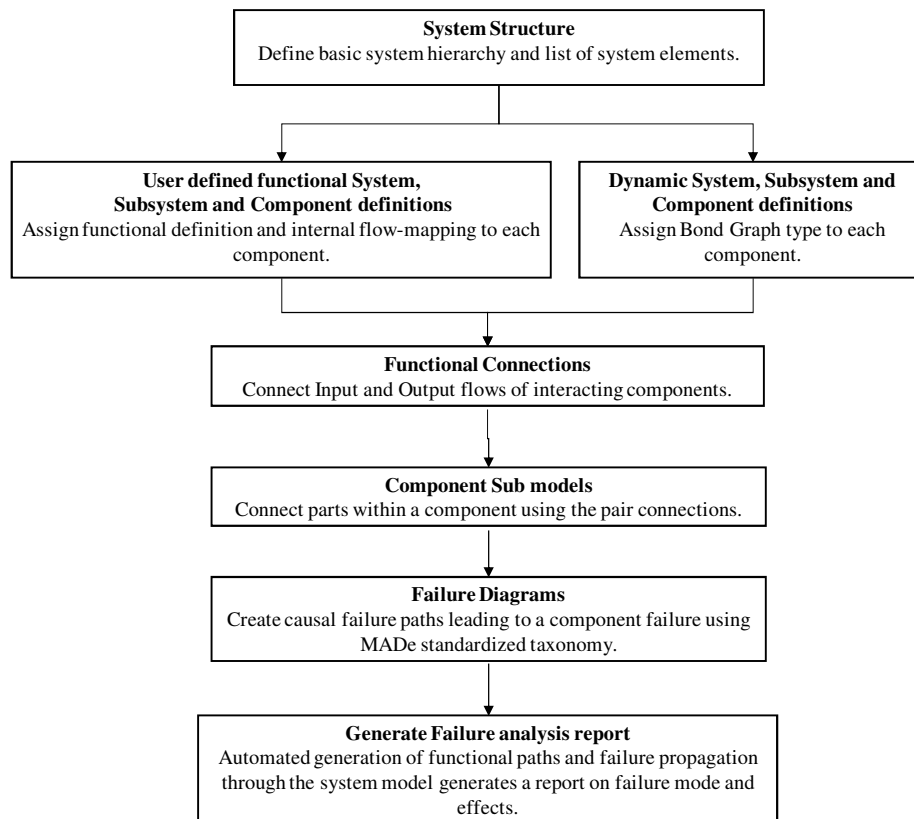 System Structure
Define basic system hierarchy and list of system elements.
User defined functional System,
Subsystem and Component definitions
Assign functional definition and internal flow-mapping to each
component.
Dynamic System, Subsystem and
Component definitions
Assign Bond Graph type to each
component.
Functional Connections
Connect Input and Output flows of interacting components.
Component Sub models
Connect parts within a component using the pair connections.
Failure Diagrams
Create causal failure paths leading to a component failure using
MADe standardized taxonomy.
Generate Failure analysis report
Automated generation of functional paths and failure propagation
through the system model generates a report on failure mode and
effects.